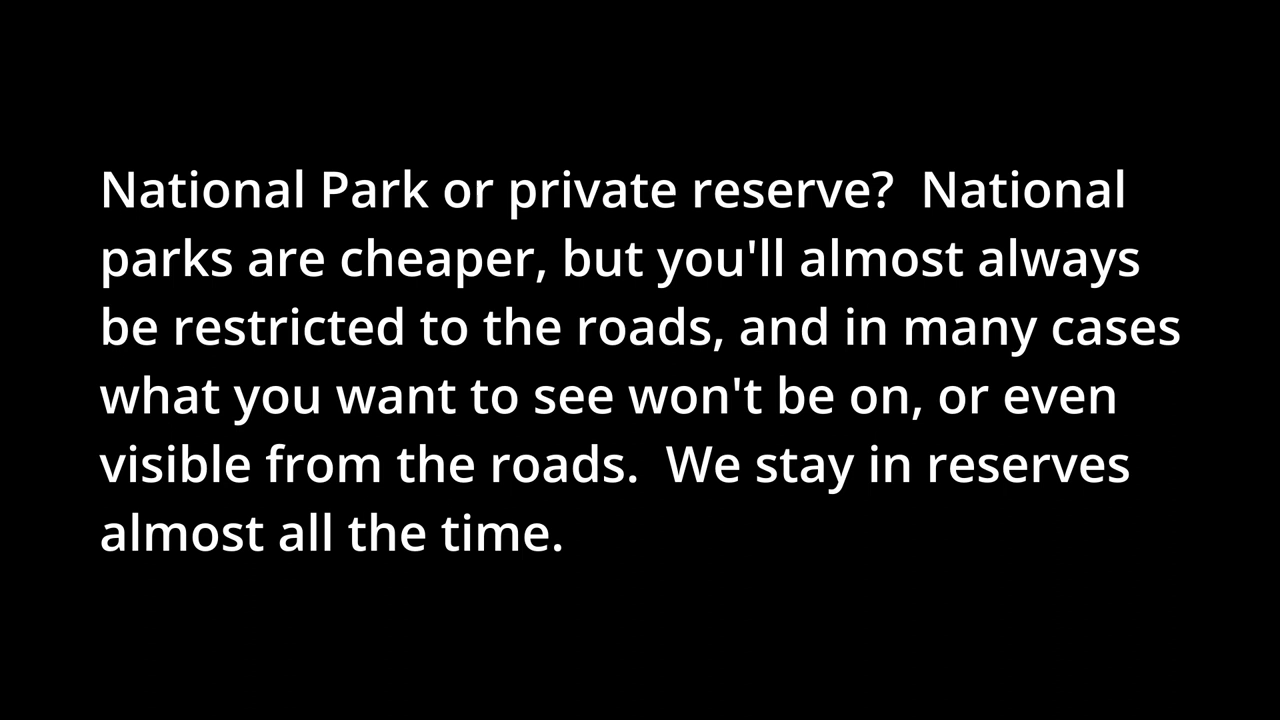 National Park or private reserve?  National
parks are cheaper, but you'll almost always
be restricted to the roads, and in many cases
what you want to see won't be on, or even
visible from the roads.  We stay in reserves
almost all the time.